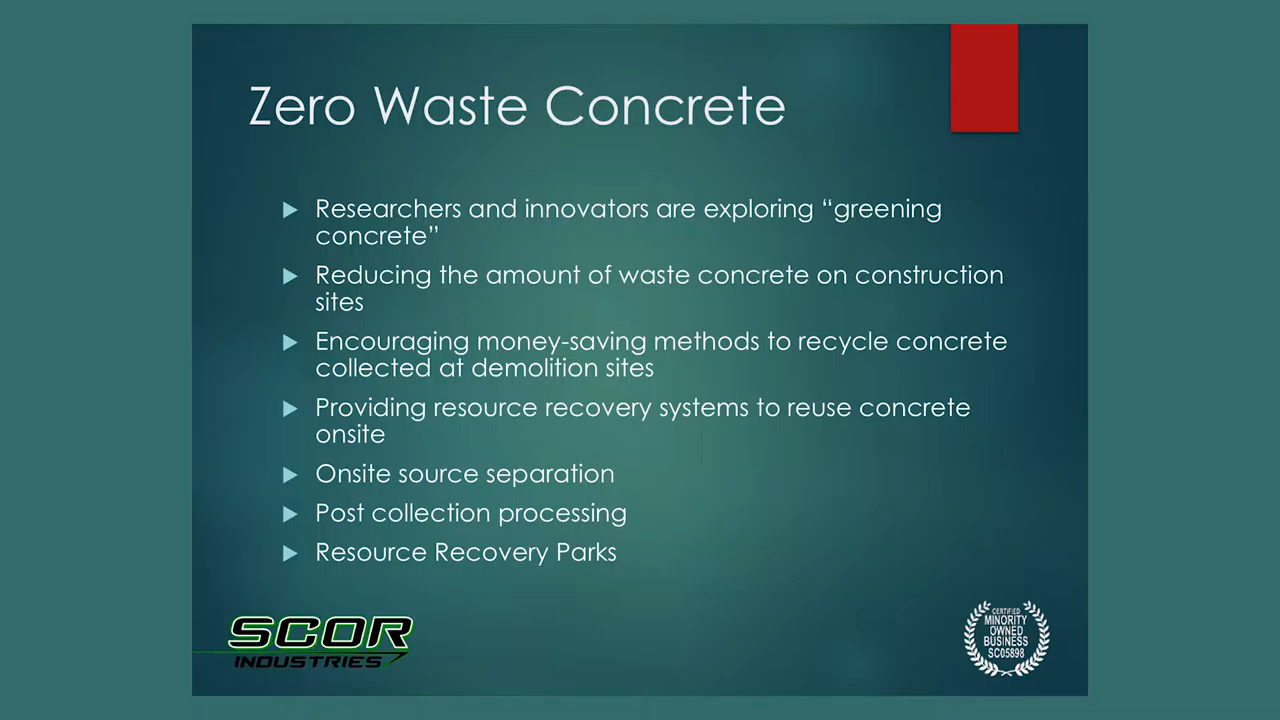 Zero Waste Concrete
Researchers and innovators are exploring “greening
concrete”
Reducing the amount of waste concrete on construction
sites
Encouraging money-saving methods to recycle concrete
collected at demolition sites
Providing resource recovery systems to reuse concrete
onsite
Onsite source separation
Post collection processing
Resource Recovery Parks
SCOR
INDUSTRIES
CERTIFIED
MINORITY
OWNED
BUSINESS
SC05898